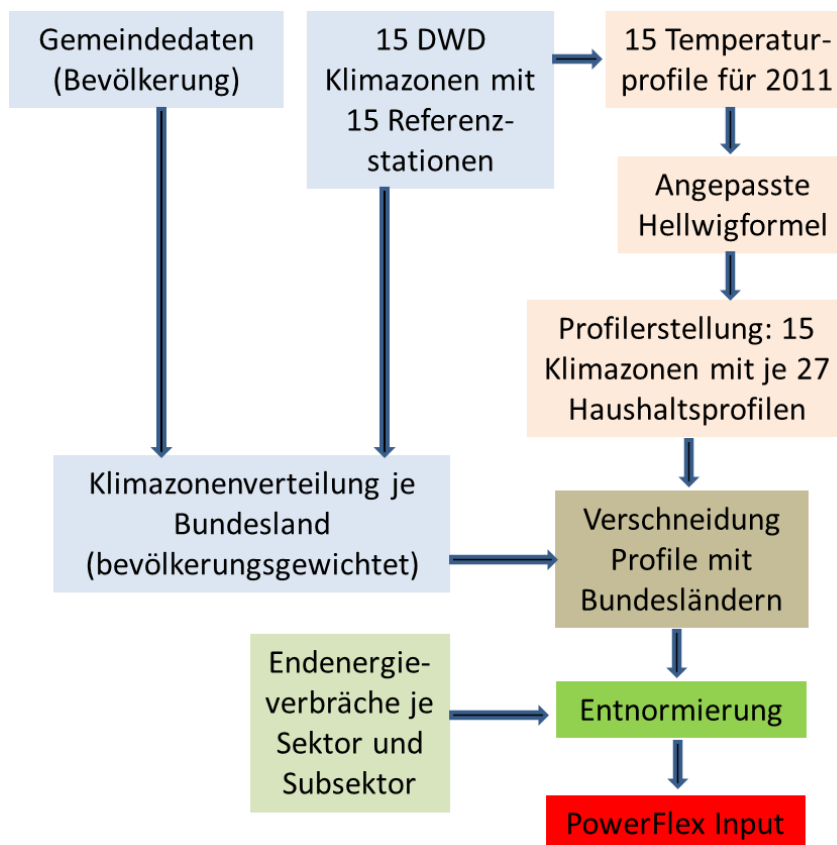 Gemeindedaten
(Bevölkerung)
15 DWD
Klimazonen mit
15 Referenz-
stationen
15 Temperatur-
profile für 2011
Angepasste
Hellwigformel
Profilerstellung: 15
Klimazonen mit je 27
Haushaltsprofilen
Klimazonenverteilung je
Bundesland
(bevölkerungsgewichtet)
Verschneidung
Profile mit
Bundesländern
Endenergie-
verbräche je
Sektor und
Subsektor
Entnormierung
PowerFlex Input